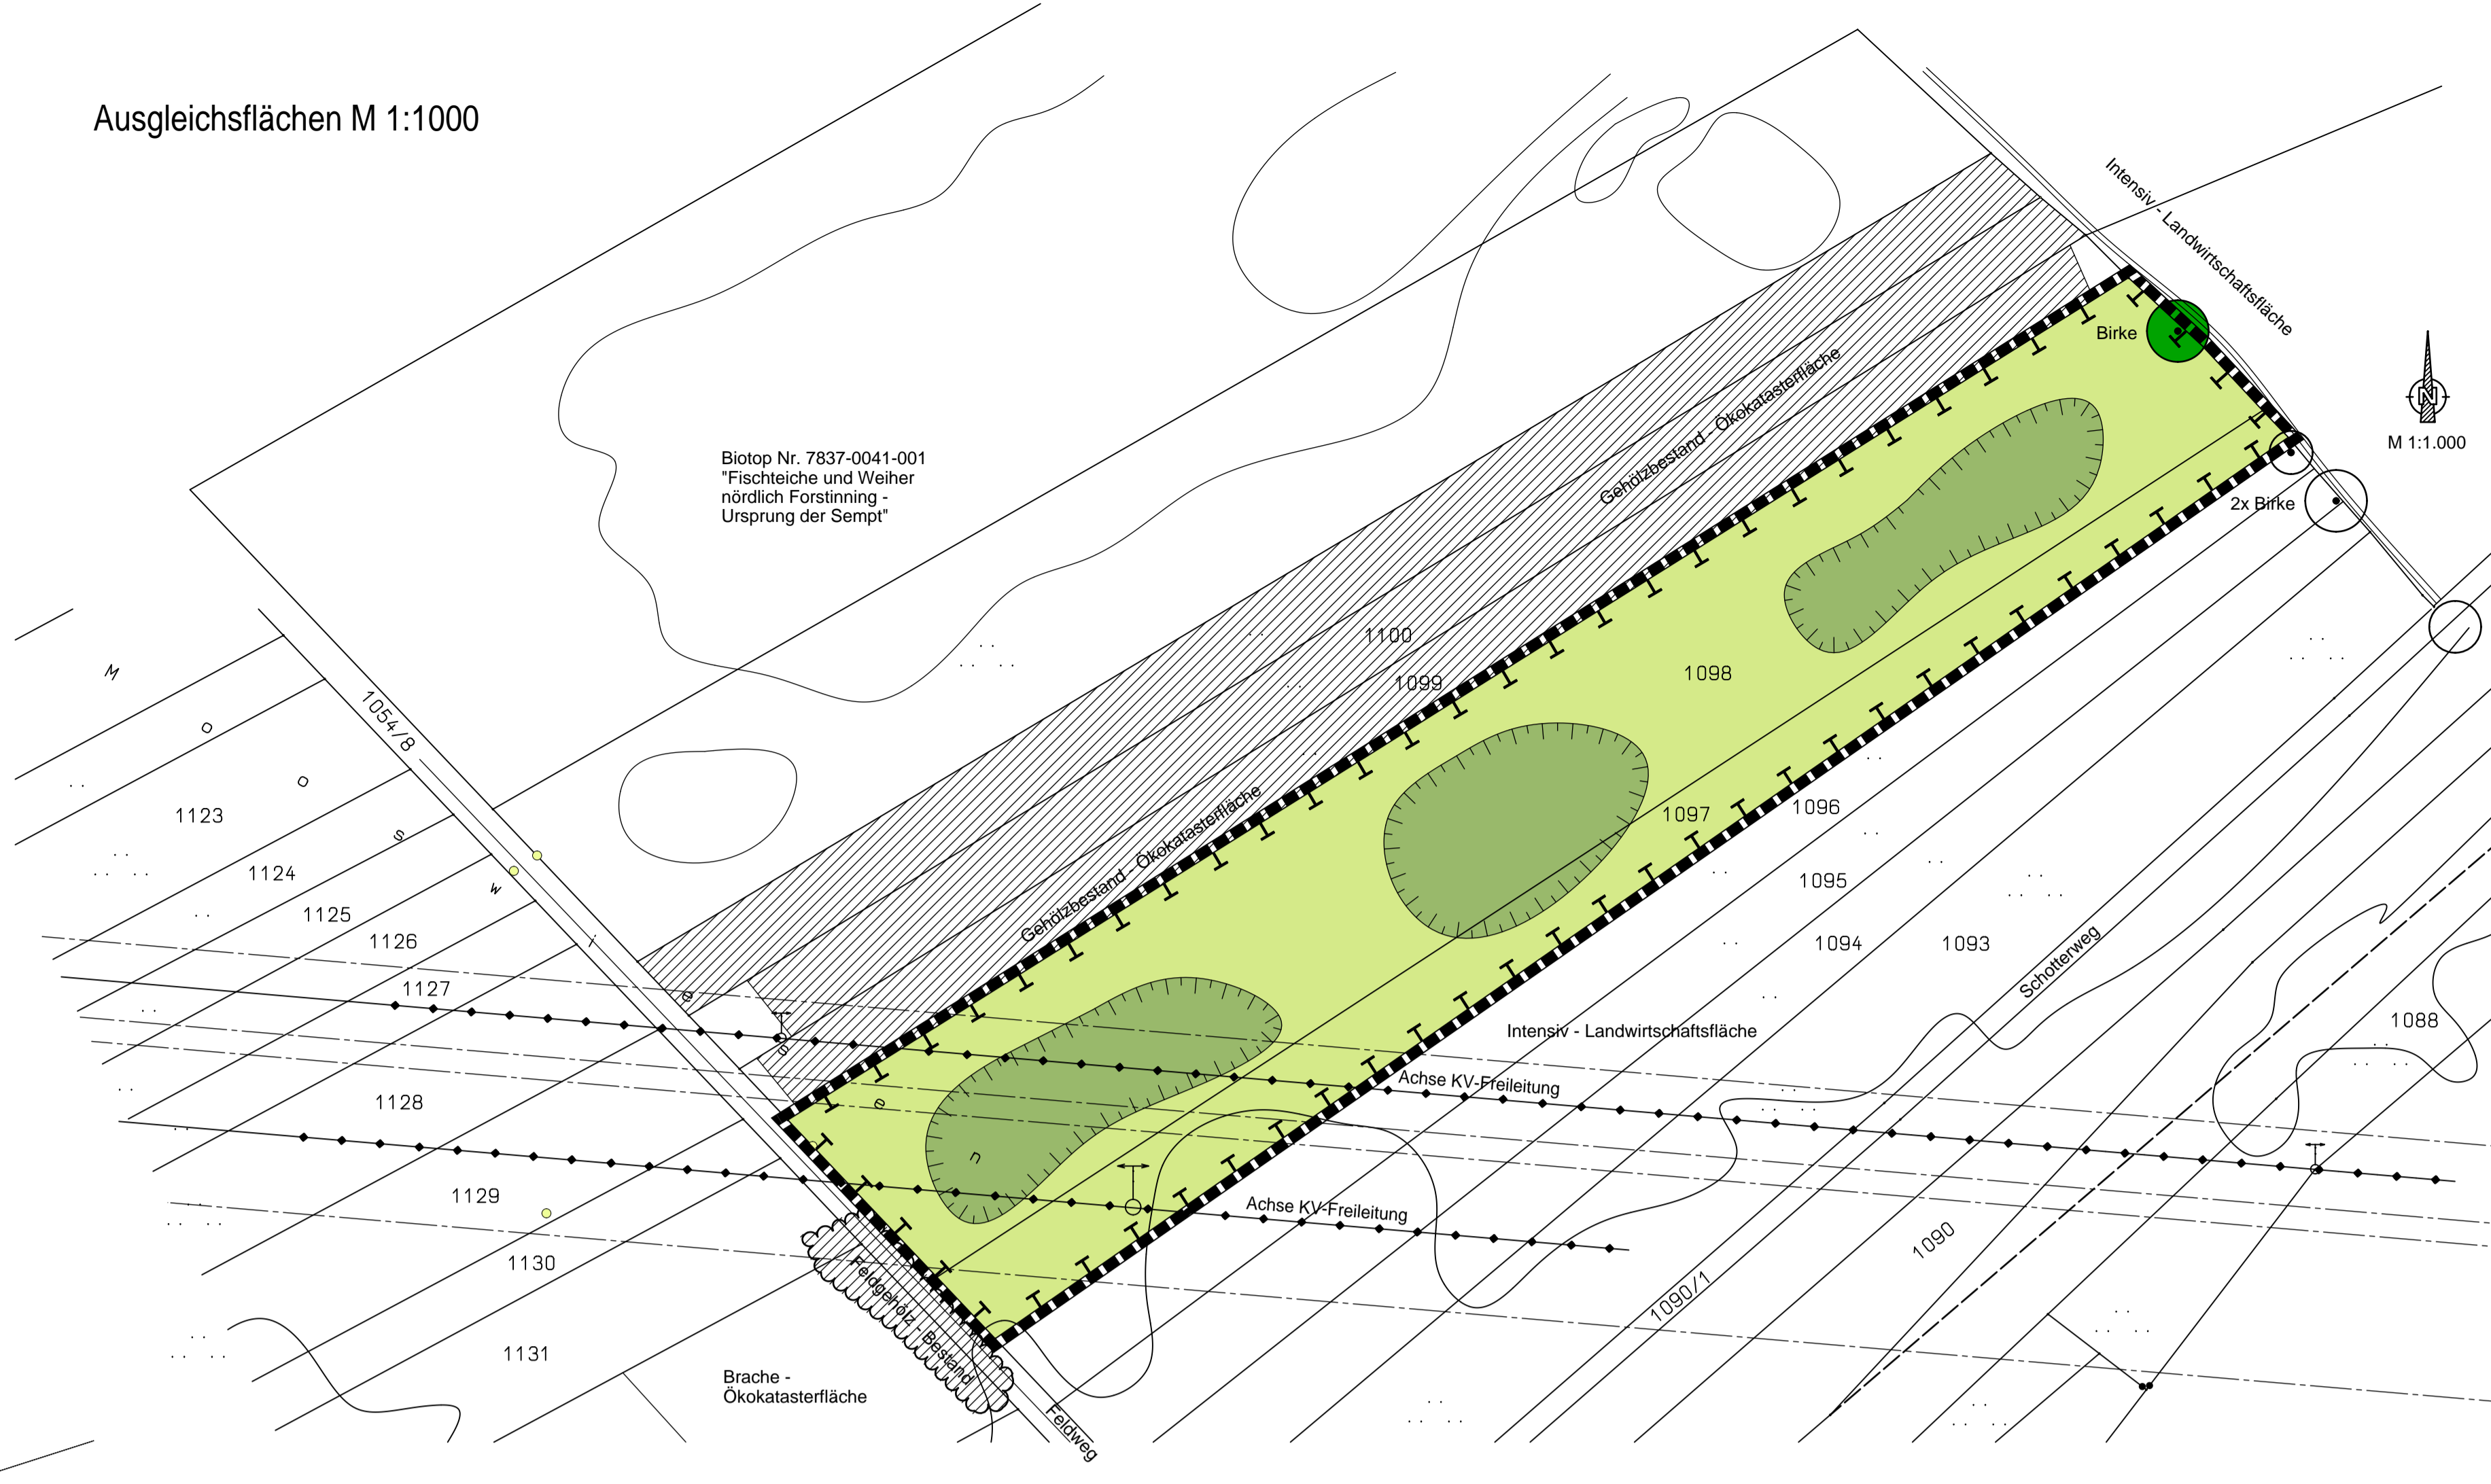 Ausgleichsflächen M 1:1000
Intensiv - Landwirtschaftsfläche
Birke
N
M 1:1.000
Biotop Nr. 7837-0041-001
"Fischteiche und Weiher
nördlich Forstinning -
Ursprung der Sempt"
Gehölzbestand - Ökokatasterfläche
2x Birke
1100
1099
1098
1054/8
M o o s w i e s e n
1097
1096
1123
1124
1125
1126
1127
1128
1129
1130
1131
Gehölzbestand - Ökokatasterfläche
1095
1094
1093
Schotterweg
1088
Intensiv - Landwirtschaftsfläche
Achse KV-Freileitung
Achse KV-Freileitung
1090
1090/1
Feldgehölz - Bestand
Brache -
Ökokatasterfläche
Feldweg